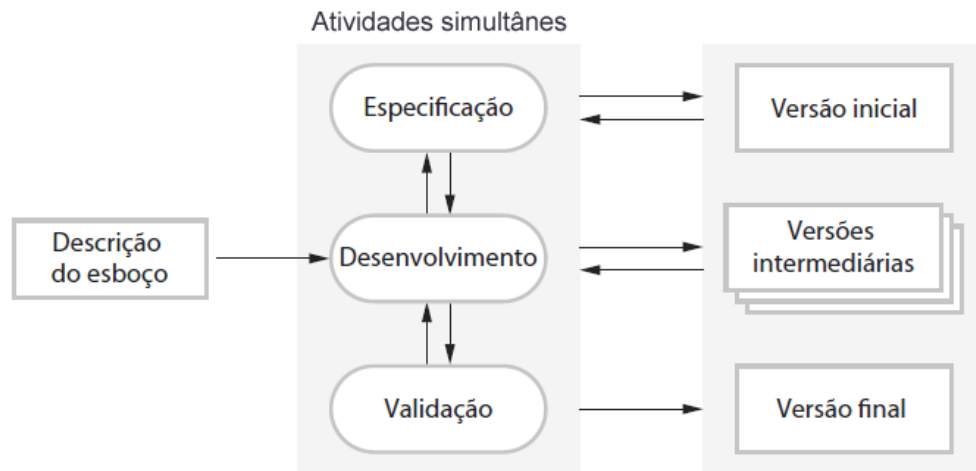 Atividades simultânes
Especificação
Versão inicial
Descrição
do esboço
Desenvolvimento
Versões
intermediárias
Validação
Versão final